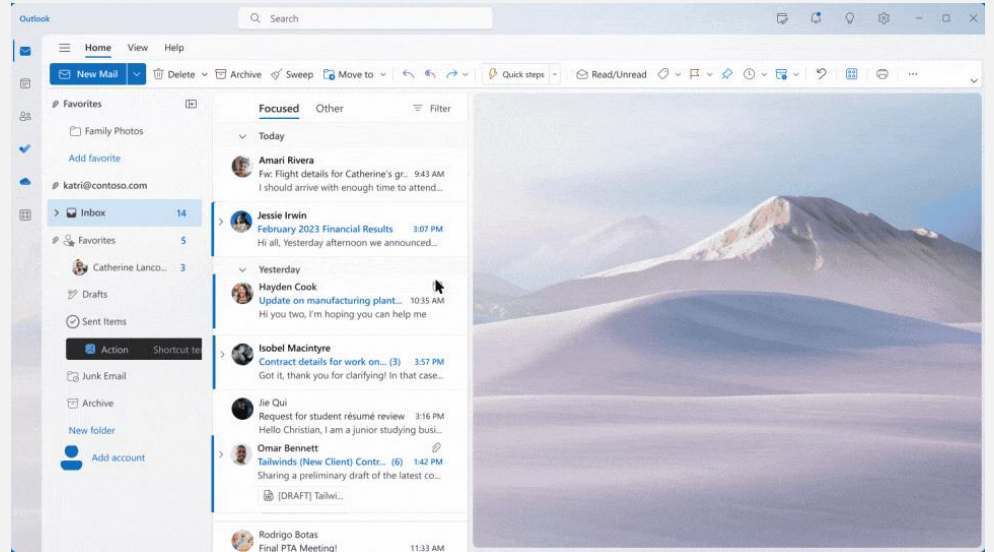 Outlook
Search
Home View Help
New Mail Delete Archive Sweep Move to Quick steps Read/Unread ...
Favorites
Family Photos
Add favorite
katri@contoso.com
Inbox 14
Favorites 5
Catherine Lanco... 3
Drafts
Sent Items
Action Shortcut
Junk Email
Archive
New folder
Add account
Focused Other Filter
Today
Amari Rivera
Fw: Flight details for Catherine's gr.. 9:43 AM
I should arrive with enough time to attend...
Jessie Irwin
February 2023 Financial Results 3:07 PM
Hi all, Yesterday afternoon we announced...
Yesterday
Hayden Cook
Update on manufacturing plant... 10:35 AM
Hi you two, I'm hoping you can help me
Isobel Macintyre
Contract details for work on... (3) 3:57 PM
Got it, thank you for clarifying! In that case...
Jie Qui
Request for student résumé review 3:16 PM
Hello Christian, I am a junior studying busi...
Omar Bennett
Tailwinds (New Client) Contr... (6) 1:42 PM
Sharing a preliminary draft of the latest co...
[DRAFT] Tailwi...
Rodrigo Botas
Final PTA Meeting! 11:33 AM